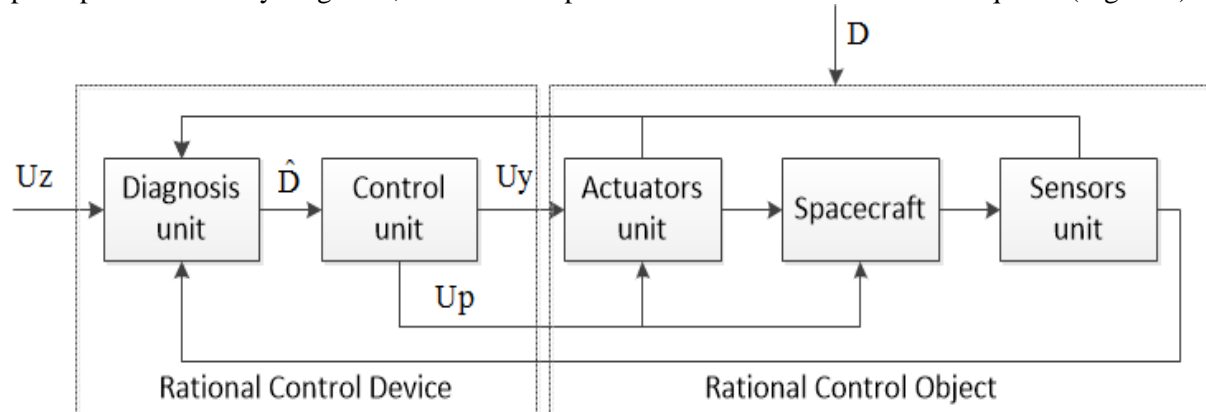 D
Uz
Diagnosis
unit
D̂
Control
unit
Uy
Actuators
unit
Spacecraft
Sensors
unit
Up
Rational Control Device
Rational Control Object